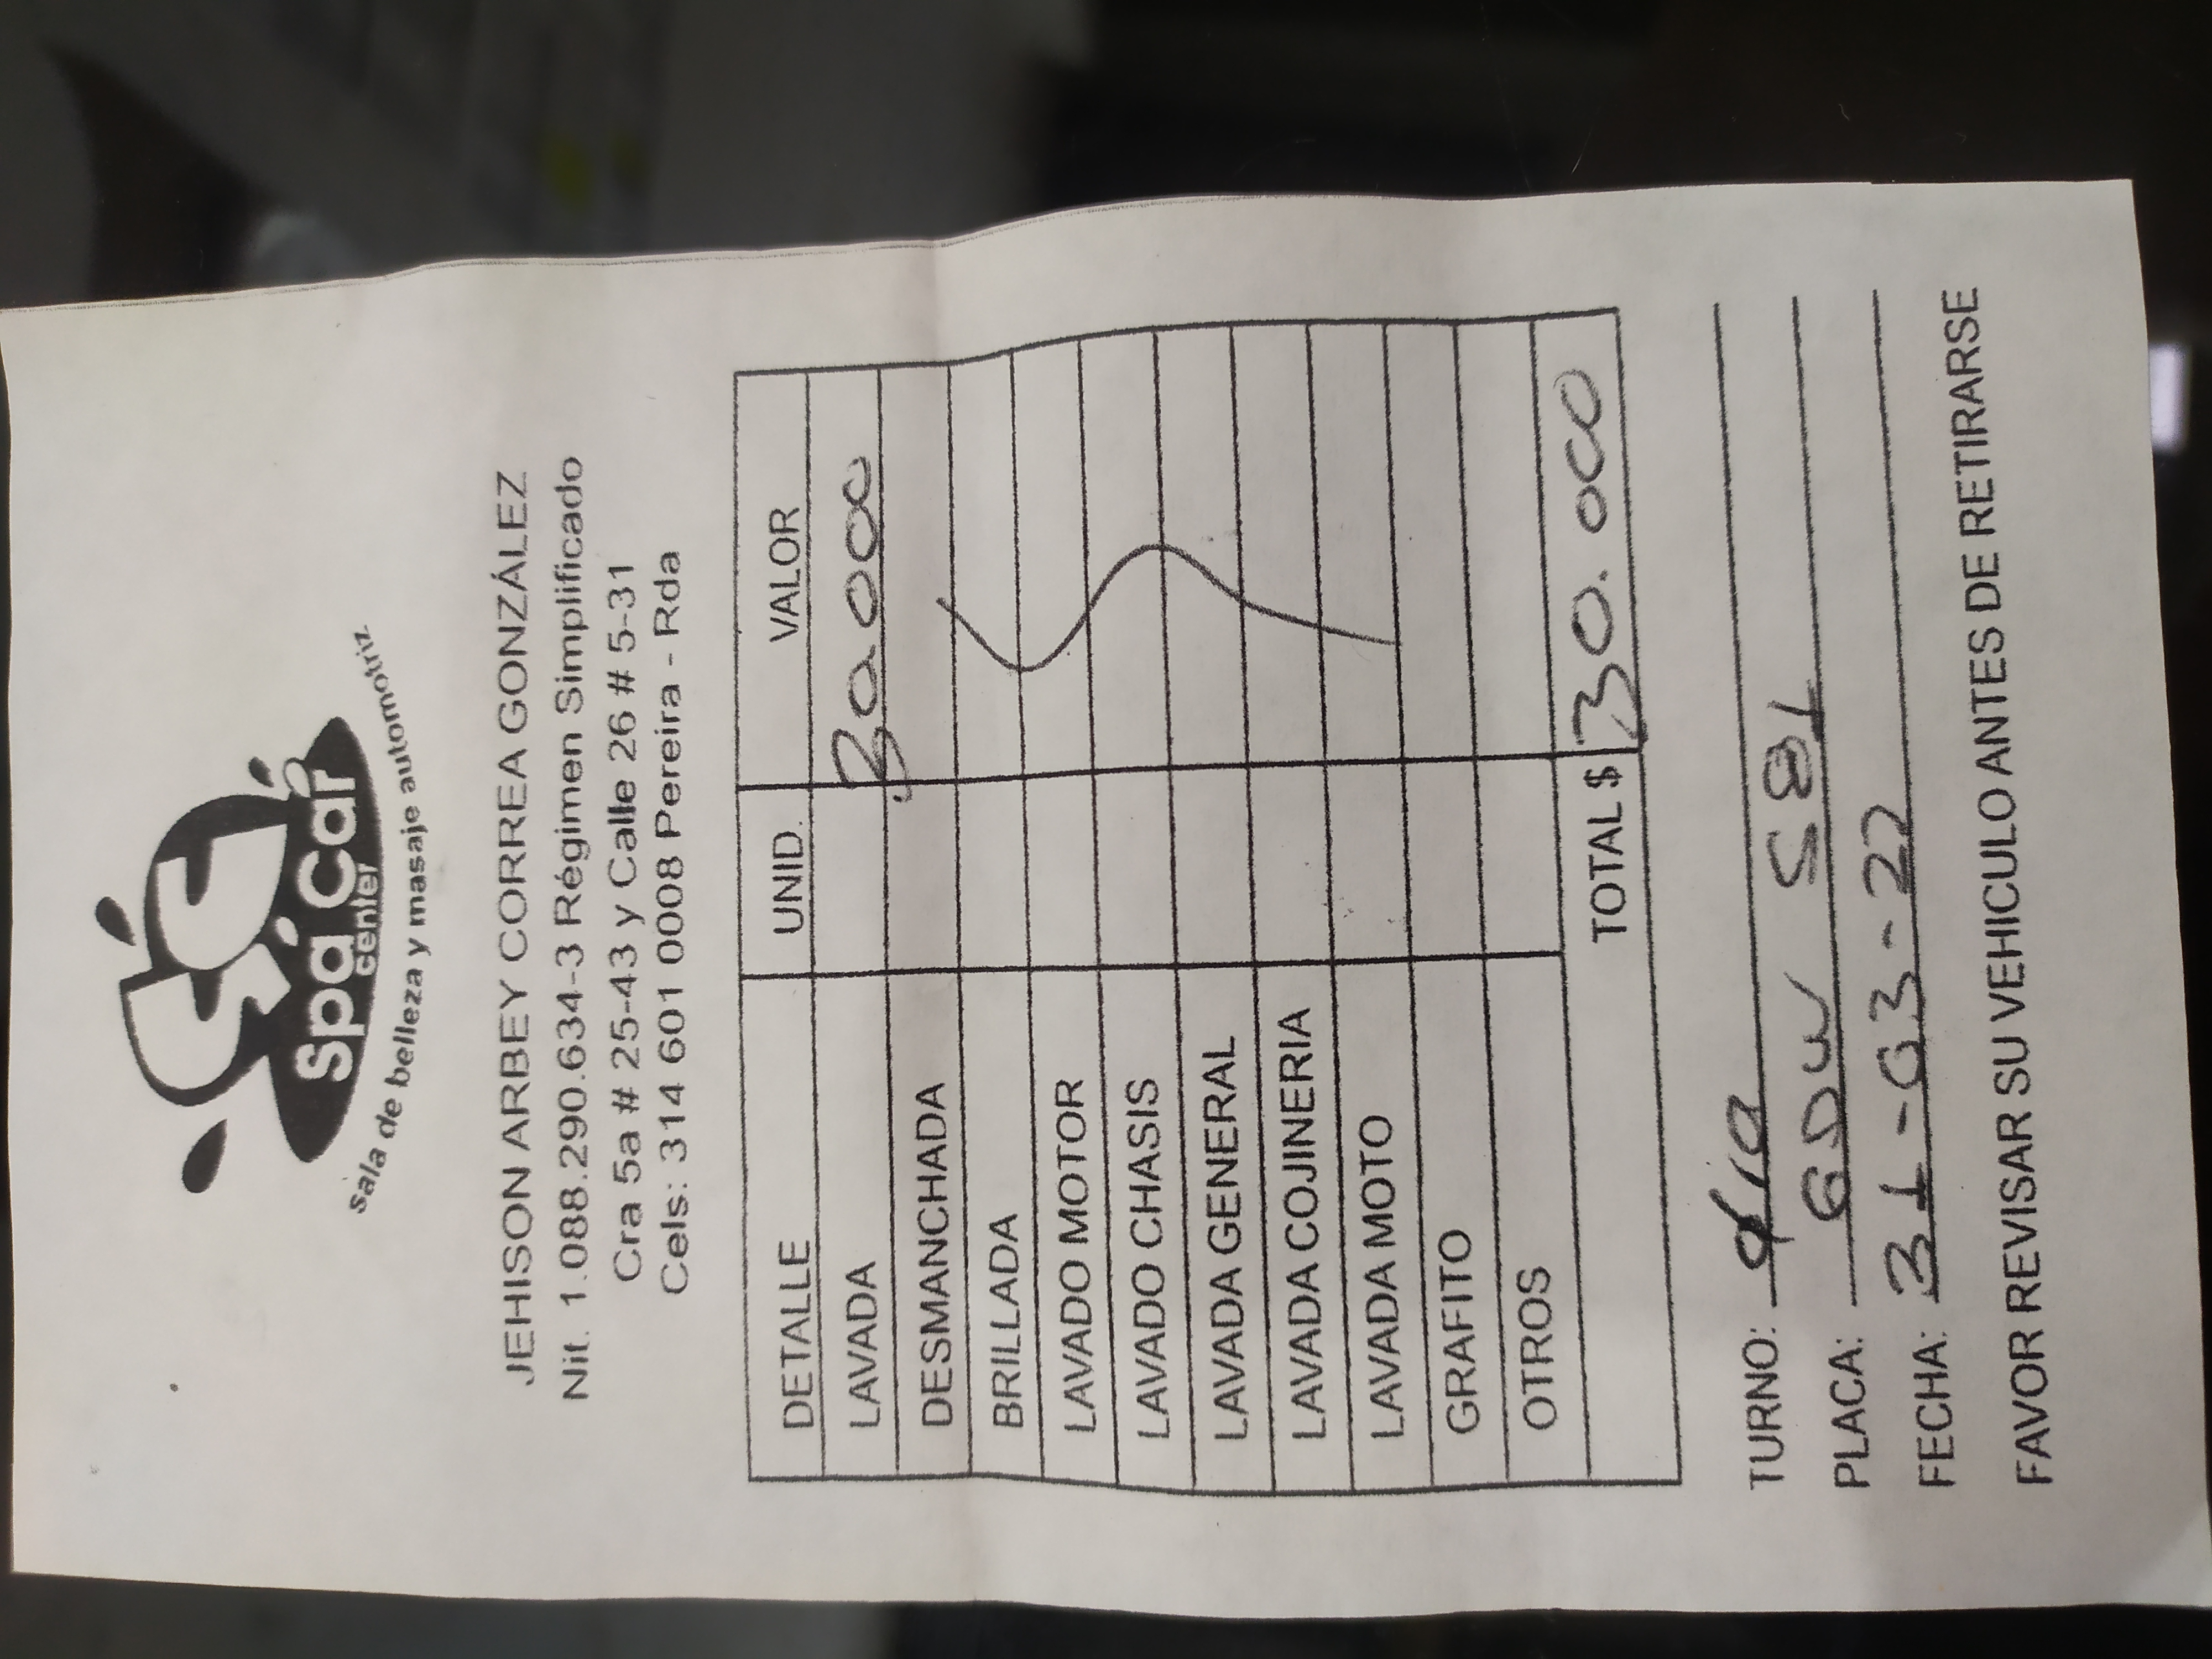 Spa Car
center
Sala de belleza y masaje automotriz
JEHISON ARBEY CORREA GONZÁLEZ
Nit. 1.088.290.634-3 Régimen Simplificado
Cra 5a # 25-43 y Calle 26 # 5-31
Cels: 314 601 0008 Pereira - Rda
DETALLE UNID. VALOR
LAVADA 30.000
DESMANCHADA
BRILLADA
LAVADO MOTOR
LAVADO CHASIS
LAVADA GENERAL
LAVADA COJINERIA
LAVADA MOTO
GRAFITO
OTROS
TOTAL $ 30.000
TURNO:
PLACA: GDW S81
FECHA: 31-03-22
FAVOR REVISAR SU VEHICULO ANTES DE RETIRARSE